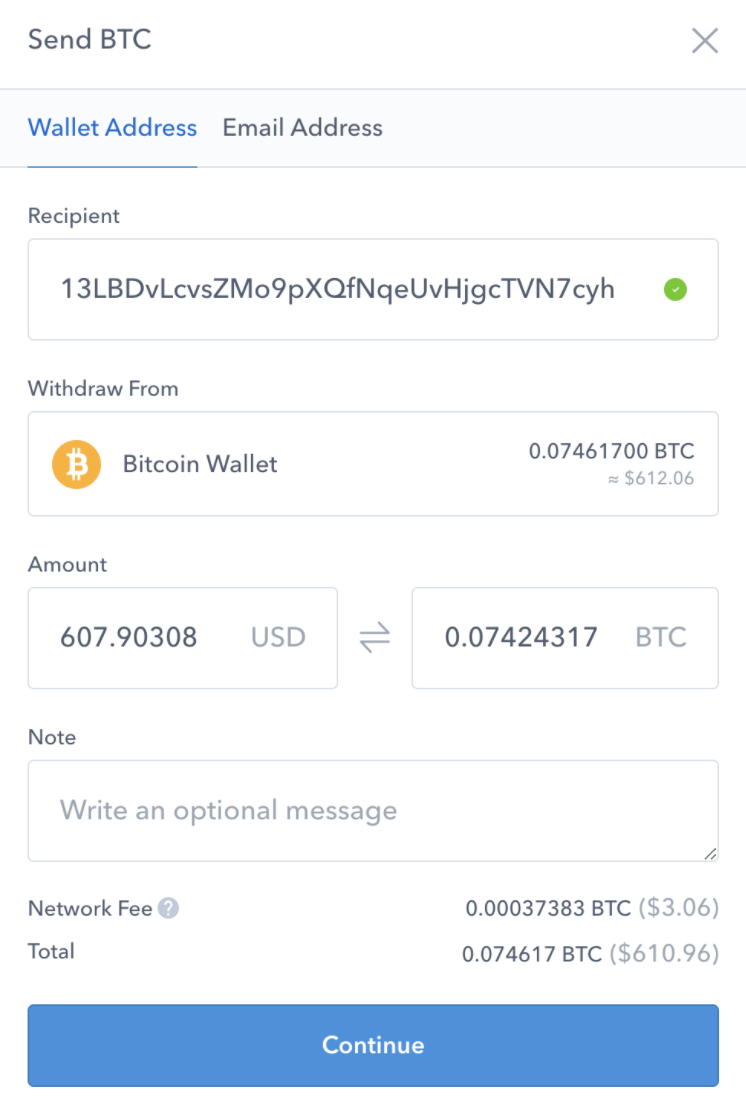 Send BTC
Wallet Address Email Address
Recipient
13LBDvLcvsZMo9pXQfNqeUvHjgcTVN7cyh
Withdraw From
Bitcoin Wallet 0.07461700 BTC
≈ $612.06
Amount
607.90308 USD 0.07424317 BTC
Note
Write an optional message
Network Fee ? 0.00037383 BTC ($3.06)
Total 0.074617 BTC ($610.96)
Continue